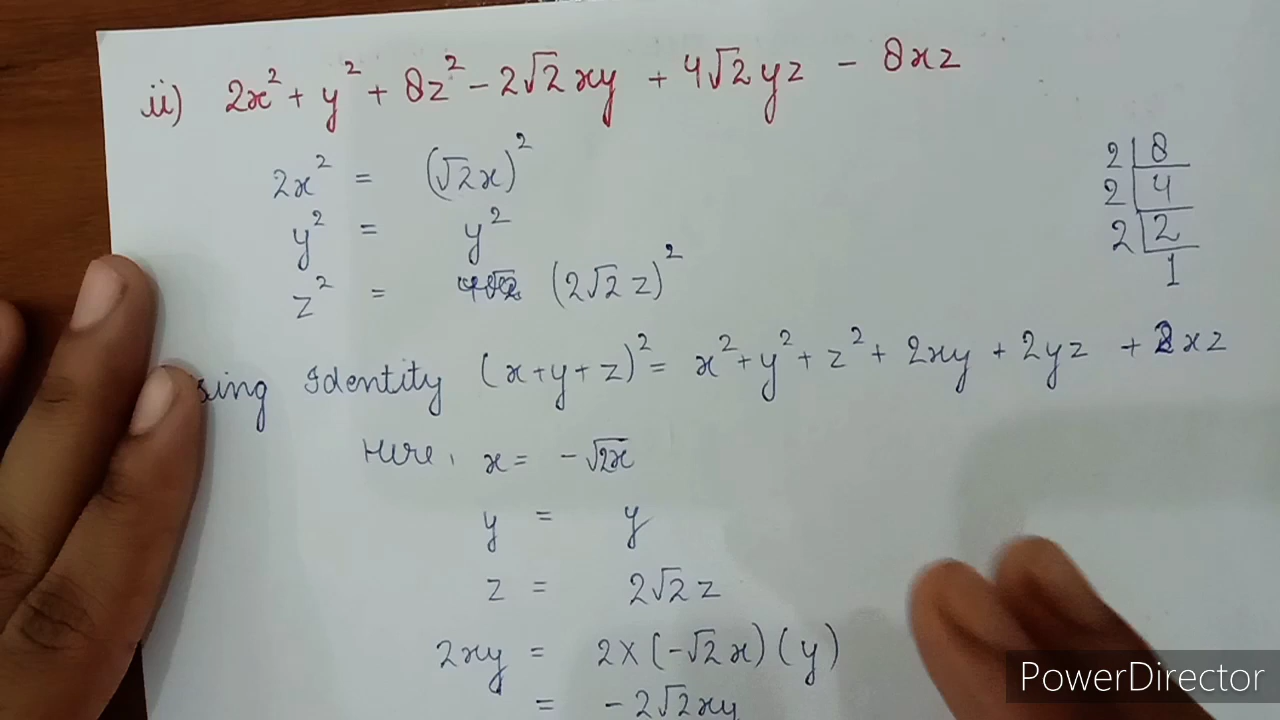 ii) 2x² + y² + 8z² - 2√2 xy + 4√2 yz - 8xz
2x² = (√2x)²
y² = y²
z² = (2√2 z)²
2 | 8
2 | 4
2 | 2
1
sing Identity (x+y+z)² = x² + y² + z² + 2xy + 2yz + 2xz
Here, x = -√2x
y = y
z = 2√2 z
2xy = 2 × (-√2 x) (y)
= -2√2xy
PowerDirector